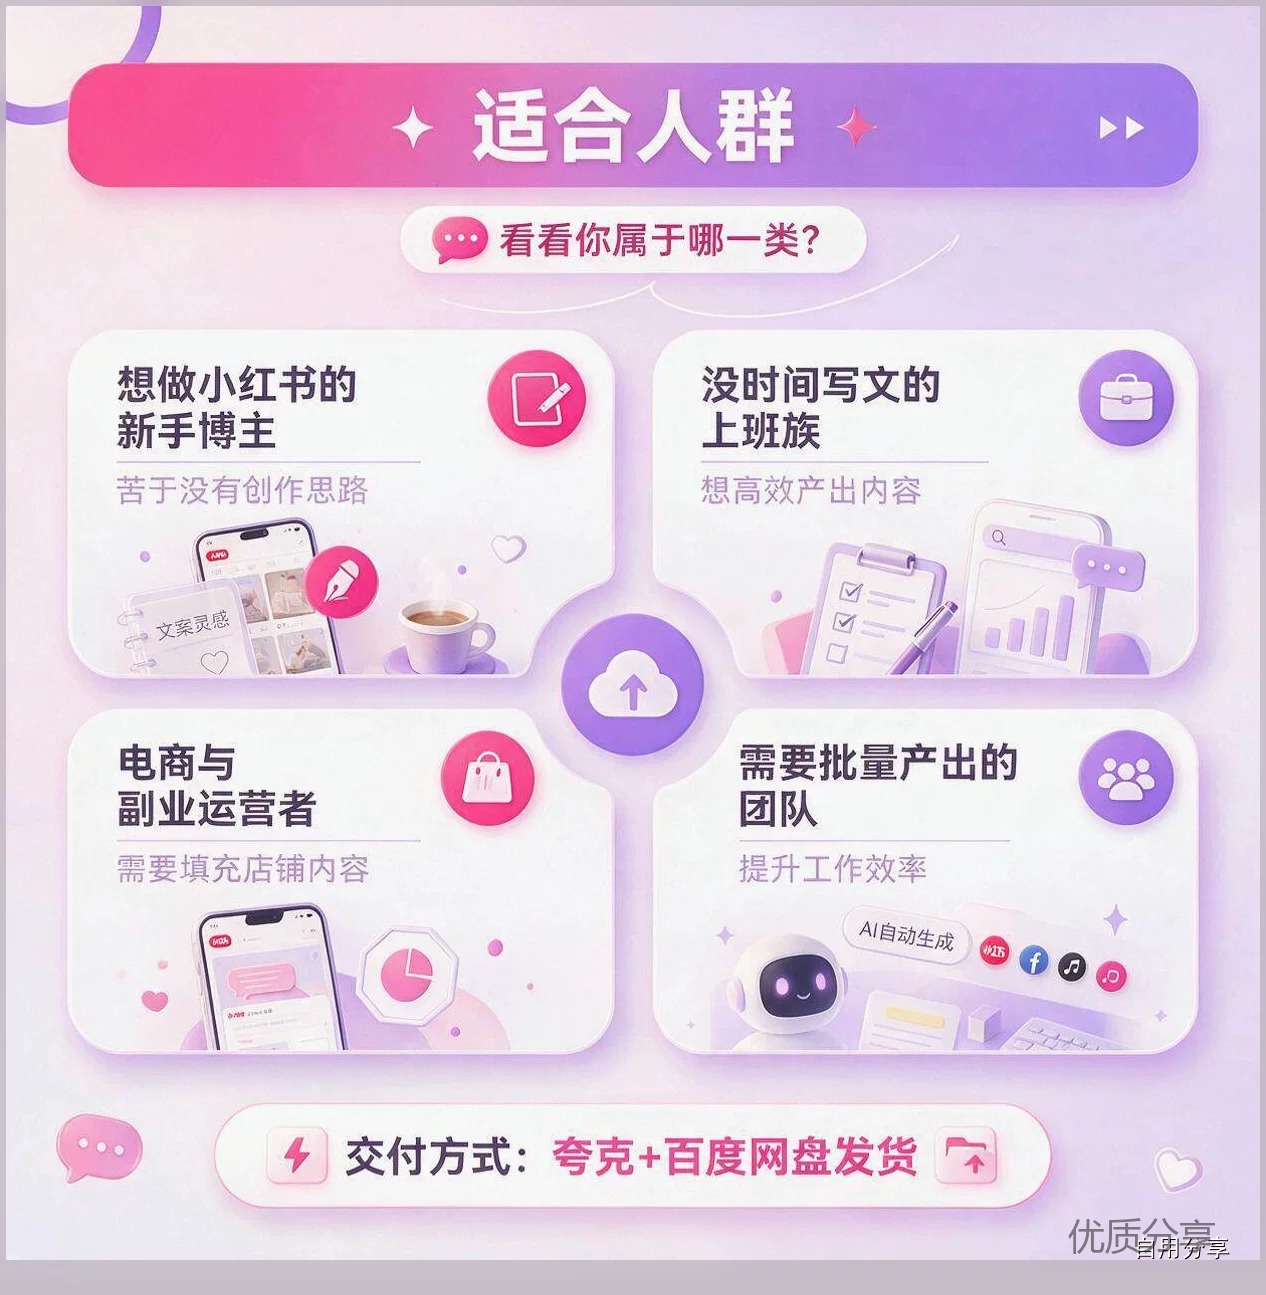 适合人群
看看你属于哪一类？
想做小红书的
新手博主
苦于没有创作思路
文案灵感
没时间写文的
上班族
想高效产出内容
电商与
副业运营者
需要填充店铺内容
需要批量产出的
团队
提升工作效率
AI自动生成
交付方式：夸克+百度网盘发货
优质分享
自用分享